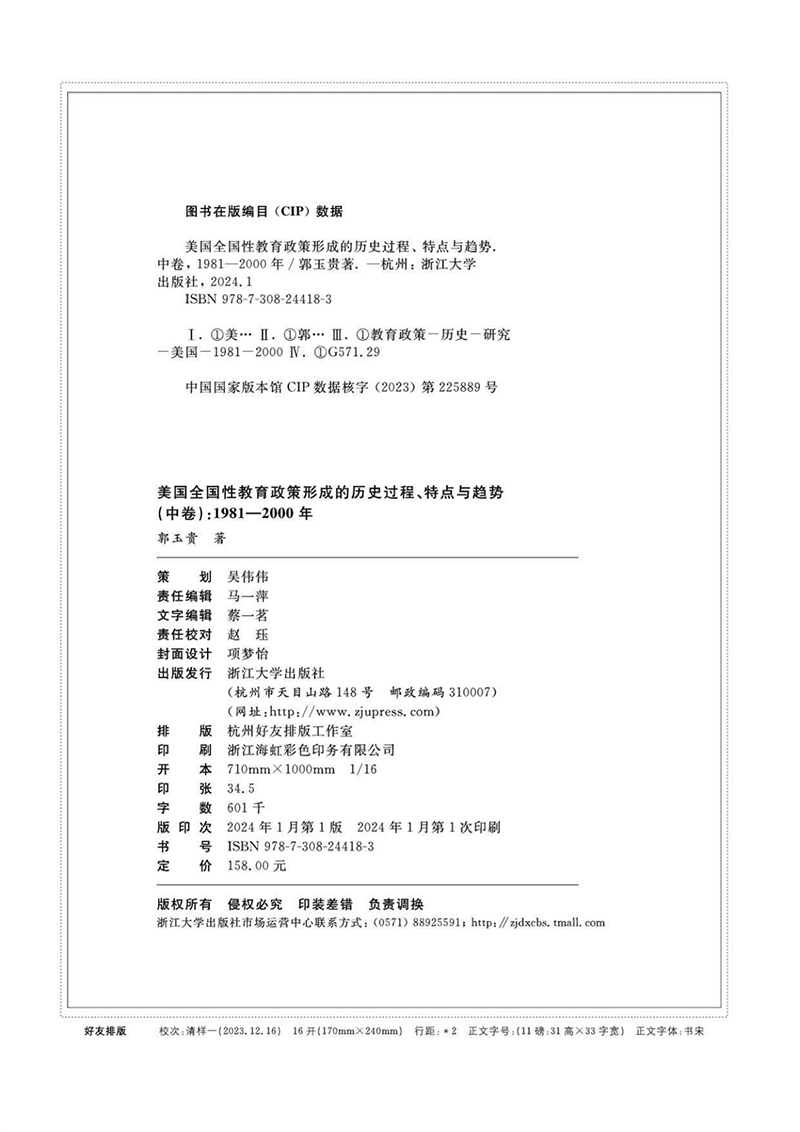 图书在版编目（CIP）数据
美国全国性教育政策形成的历史过程、特点与趋势.
中卷，1981—2000 年 / 郭玉贵著. —杭州：浙江大学
出版社，2024.1
ISBN 978-7-308-24418-3
Ⅰ. ①美… Ⅱ. ①郭… Ⅲ. ①教育政策－历史－研究
－美国－1981－2000 Ⅳ. ①G571.29
中国国家版本馆 CIP 数据核字（2023）第 225889 号
美国全国性教育政策形成的历史过程、特点与趋势
(中卷)：1981—2000 年
郭玉贵 著
策 划 吴伟伟
责任编辑 马一萍
文字编辑 蔡一茗
责任校对 赵 珏
封面设计 项梦怡
出版发行 浙江大学出版社
（杭州市天目山路 148 号 邮政编码 310007）
（网址:http://www.zjupress.com）
排 版 杭州好友排版工作室
印 刷 浙江海虹彩色印务有限公司
开 本 710mm×1000mm 1/16
印 张 34.5
字 数 601 千
版 印 次 2024 年 1 月第 1 版 2024 年 1 月第 1 次印刷
书 号 ISBN 978-7-308-24418-3
定 价 158.00 元
版权所有 侵权必究 印装差错 负责调换
浙江大学出版社市场运营中心联系方式：(0571) 88925591；http://zjdxcbs.tmall.com
好友排版 校次:清样一(2023.12.16) 16 开(170mm×240mm) 行距:＊2 正文字号:(11 磅:31 高×33 字宽) 正文字体:书宋